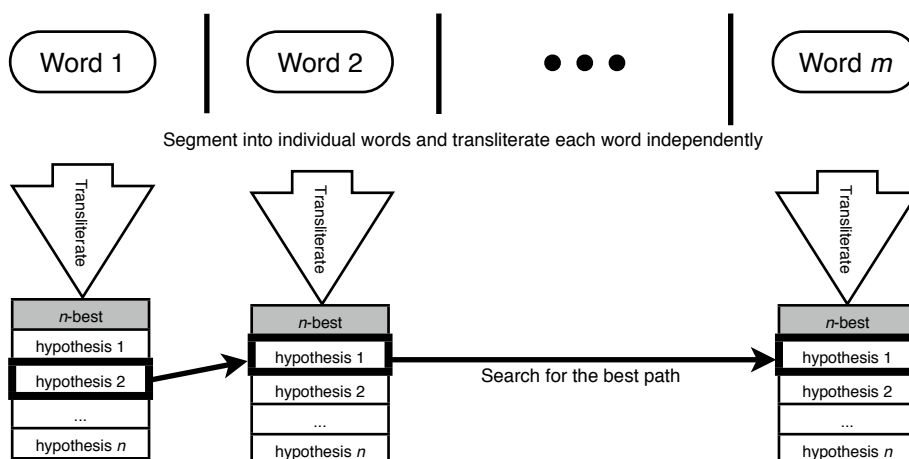 Word 1
Word 2
Word m
Segment into individual words and transliterate each word independently
Transliterate
Transliterate
Transliterate
n-best
hypothesis 1
hypothesis 2
...
hypothesis n
n-best
hypothesis 1
hypothesis 2
...
hypothesis n
Search for the best path
n-best
hypothesis 1
hypothesis 2
...
hypothesis n